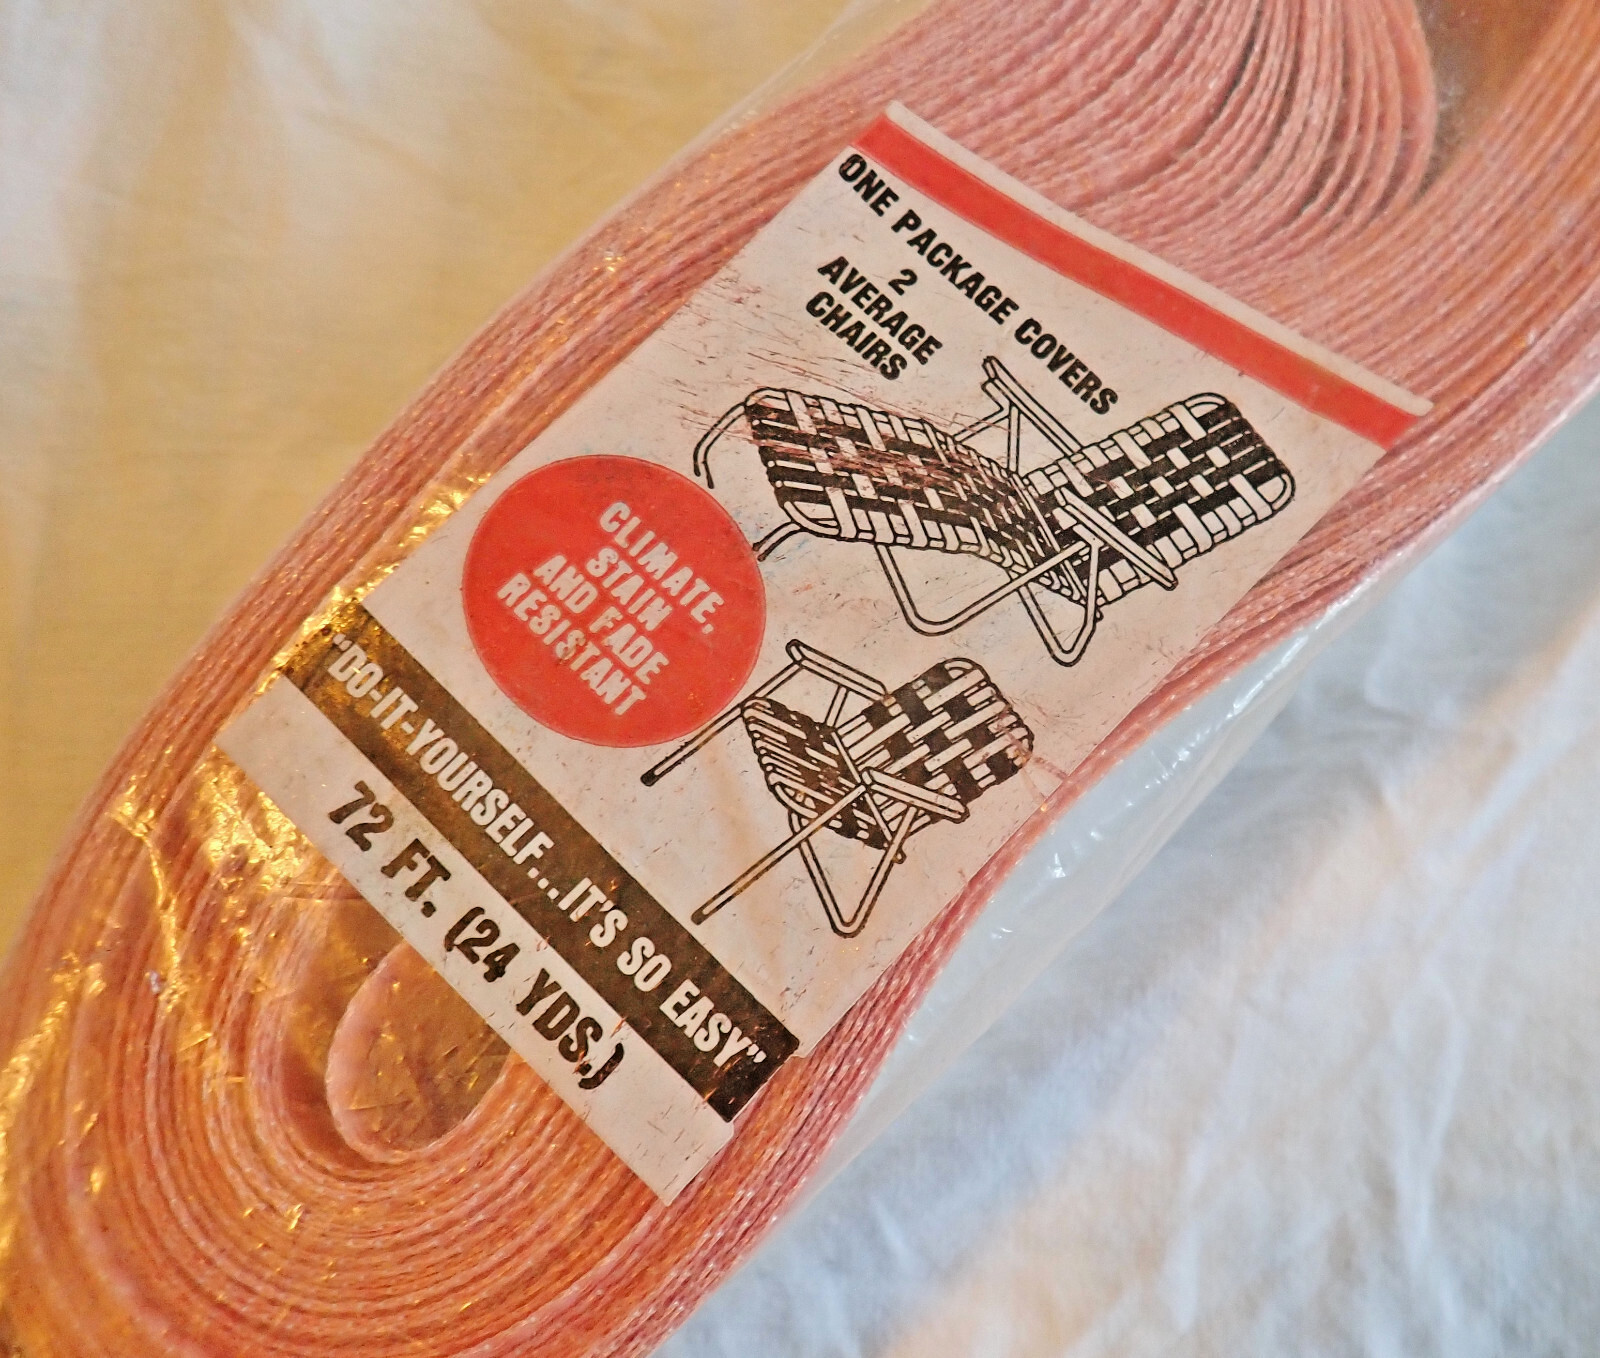 ONE PACKAGE COVERS
2
AVERAGE
CHAIRS
CLIMATE,
STAIN
AND FADE
RESISTANT
"DO-IT-YOURSELF...IT'S SO EASY"
72 FT. (24 YDS.)